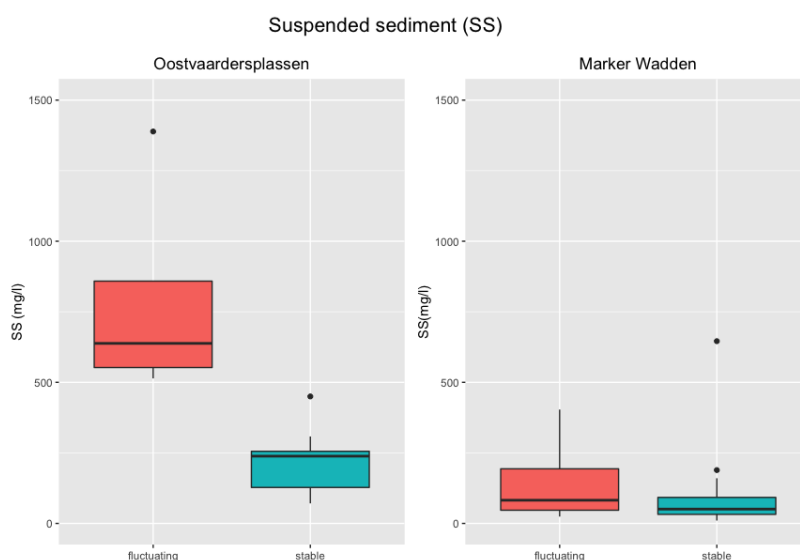 Suspended sediment (SS)
Oostvaardersplassen
SS (mg/l)
1500
1000
500
0
fluctuating
stable
Marker Wadden
SS(mg/l)
1500
1000
500
0
fluctuating
stable